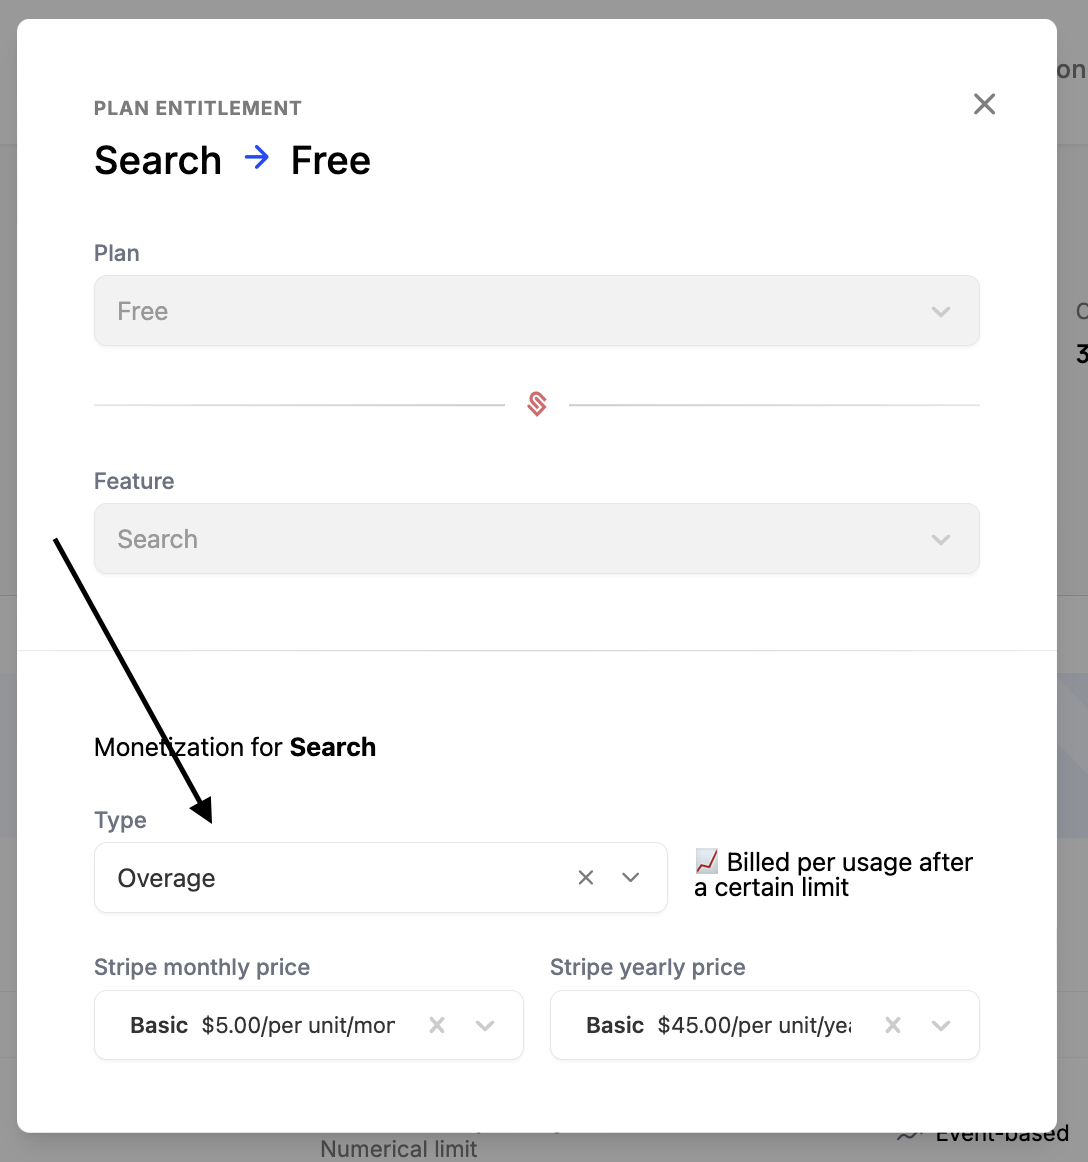 PLAN ENTITLEMENT
Search → Free
Plan
Free
Feature
Search
Monetization for Search
Type
Overage
📈 Billed per usage after
a certain limit
Stripe monthly price
Stripe yearly price
Basic $5.00/per unit/mor
Basic $45.00/per unit/yea
Numerical limit
Event-based